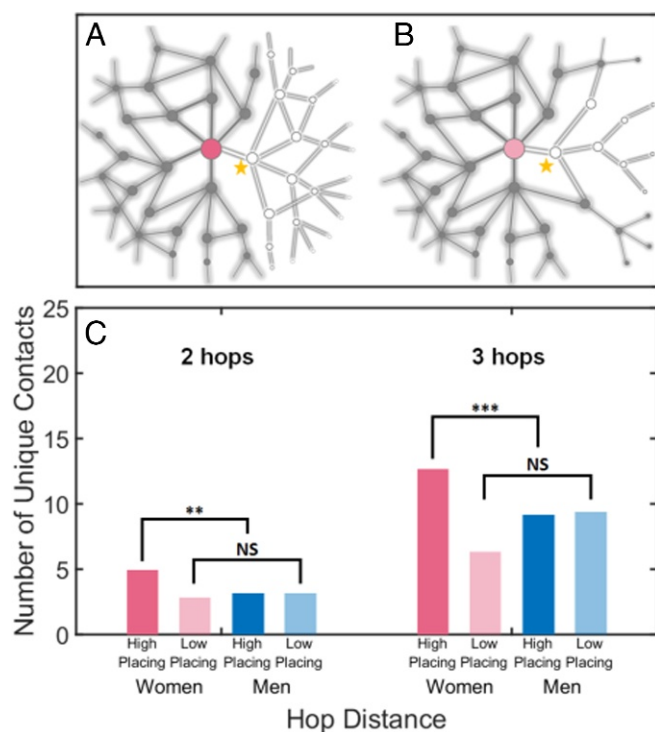 A B
25
C
2 hops 3 hops
20
***
15
NS
10
**
NS
5
0
High Low High Low High Low High Low
Placing Placing Placing Placing Placing Placing Placing Placing
Women Men Women Men
Number of Unique Contacts
Hop Distance